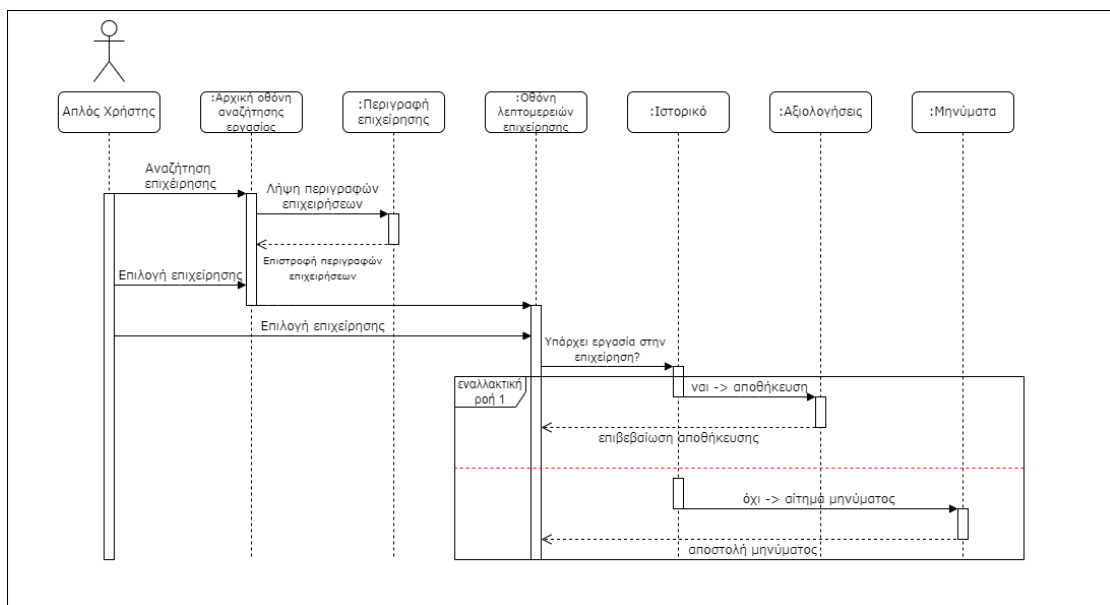 Απλός Χρήστης
:Αρχική οθόνη
αναζήτησης
εργασίας
:Περιγραφή
επιχείρησης
:Οθόνη
λεπτομερειών
επιχείρησης
:Ιστορικό
:Αξιολογήσεις
:Μηνύματα
Αναζήτηση
επιχέιρησης
Λήψη περιγραφών
επιχειρήσεων
Επιστροφή περιγραφών
επιχειρήσεων
Επιλογή επιχείρησης
Επιλογή επιχείρησης
Υπάρχει εργασία στην
επιχείρηση?
εναλλακτική
ροή 1
ναι -> αποθήκευση
επιβεβαίωση αποθήκευσης
όχι -> αίτημα μηνύματος
αποστολή μηνύματος